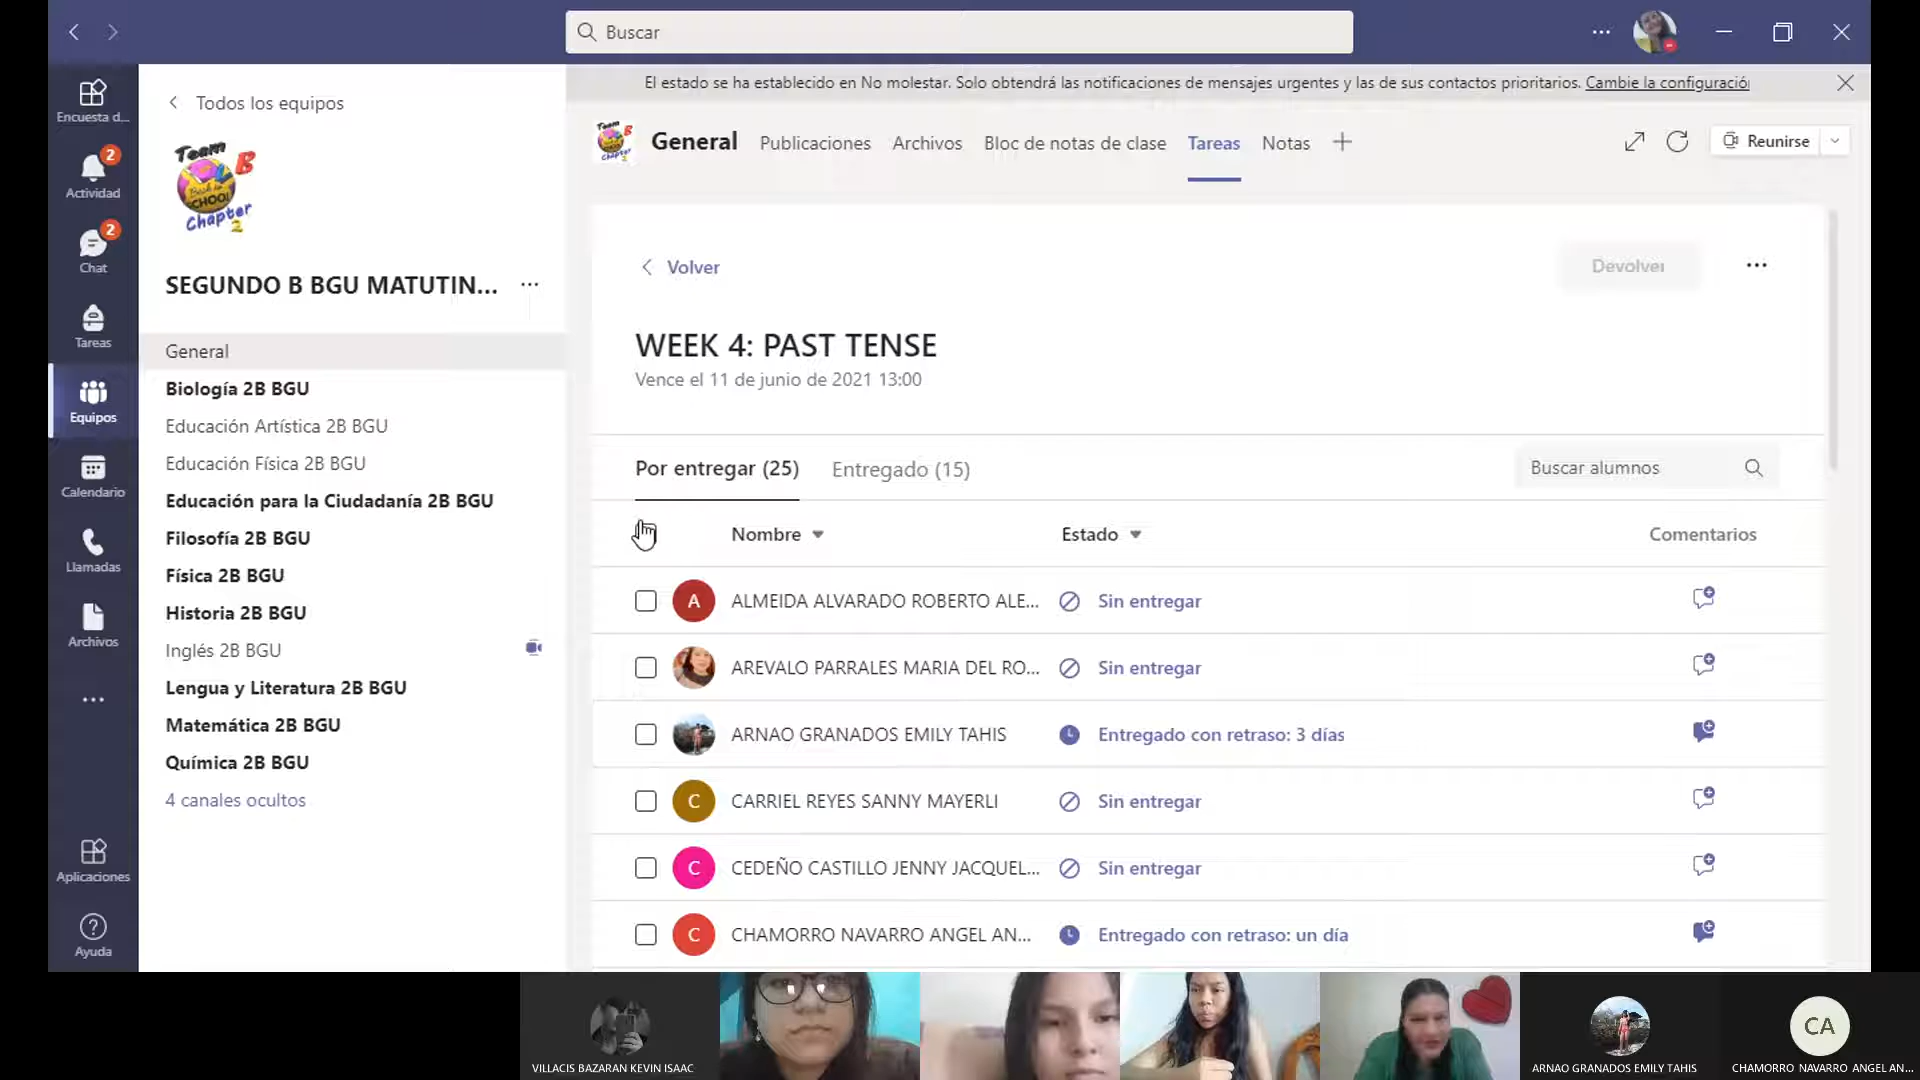 Buscar
El estado se ha establecido en No molestar. Solo obtendrá las notificaciones de mensajes urgentes y las de sus contactos prioritarios. Cambie la configuració
Encuesta d...
2
Actividad
2
Chat
Tareas
Equipos
Calendario
Llamadas
Archivos
Aplicaciones
Ayuda
Todos los equipos
Team B
Back to
SCHOOL
Chapter
2
SEGUNDO B BGU MATUTIN...
General
Biología 2B BGU
Educación Artística 2B BGU
Educación Física 2B BGU
Educación para la Ciudadanía 2B BGU
Filosofía 2B BGU
Física 2B BGU
Historia 2B BGU
Inglés 2B BGU
Lengua y Literatura 2B BGU
Matemática 2B BGU
Química 2B BGU
4 canales ocultos
General Publicaciones Archivos Bloc de notas de clase Tareas Notas
Reunirse
Volver
Devolver
WEEK 4: PAST TENSE
Vence el 11 de junio de 2021 13:00
Por entregar (25) Entregado (15)
Buscar alumnos
Nombre Estado Comentarios
A ALMEIDA ALVARADO ROBERTO ALE... Sin entregar
AREVALO PARRALES MARIA DEL RO... Sin entregar
ARNAO GRANADOS EMILY TAHIS Entregado con retraso: 3 días
C CARRIEL REYES SANNY MAYERLI Sin entregar
C CEDEÑO CASTILLO JENNY JACQUEL... Sin entregar
C CHAMORRO NAVARRO ANGEL AN... Entregado con retraso: un día
VILLACIS BAZARAN KEVIN ISAAC
ARNAO GRANADOS EMILY TAHIS
CA
CHAMORRO NAVARRO ANGEL AN...